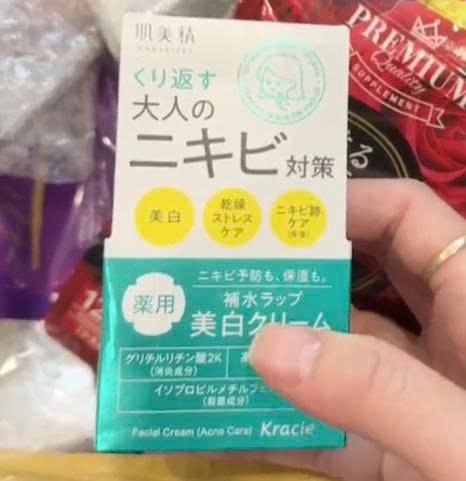 肌美精
HADABISEI
くり返す
大人の
ニキビ 対策
美白
乾燥
ストレス
ケア
ニキビ跡
ケア
(保湿)
ニキビ予防も、保湿も。
薬用
補水ラップ
美白クリーム
グリチルリチン酸2K
(消炎成分)
イソプロピルメチルフェ
(殺菌成分)
Facial Cream (Acne Care) Kracie
PREMIUM
Quality
SUPPLEMENT
る